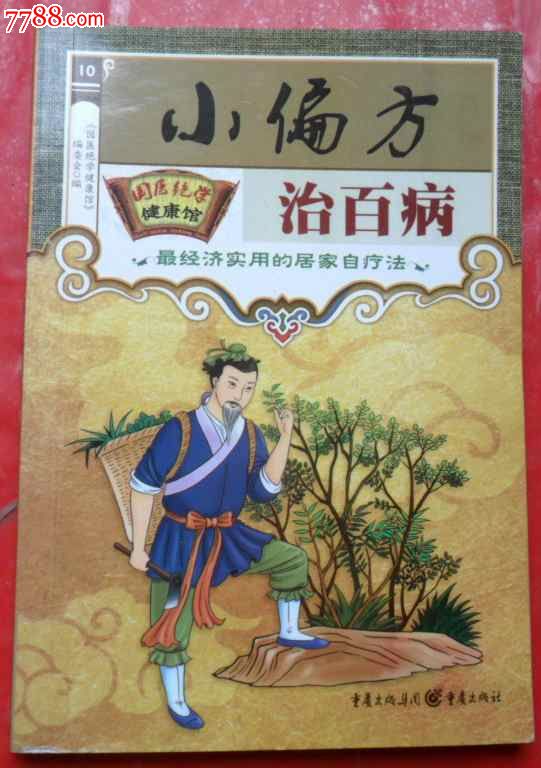 7788.com
10
小偏方
《国医绝学健康馆》
编委会 编
国医绝学
健康馆
治百病
最经济实用的居家自疗法
重庆出版集团 重庆出版社